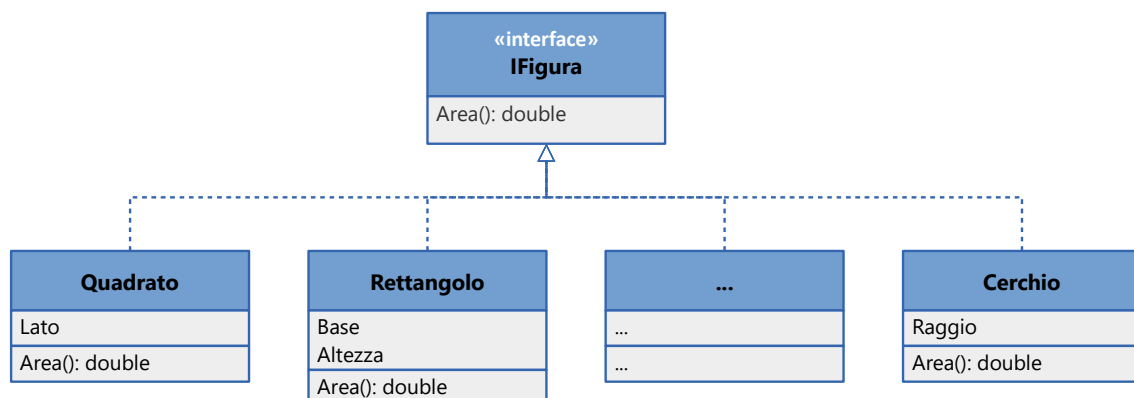 «interface»
IFigura
Area(): double
Quadrato
Lato
Area(): double
Rettangolo
Base
Altezza
Area(): double
...
...
...
Cerchio
Raggio
Area(): double